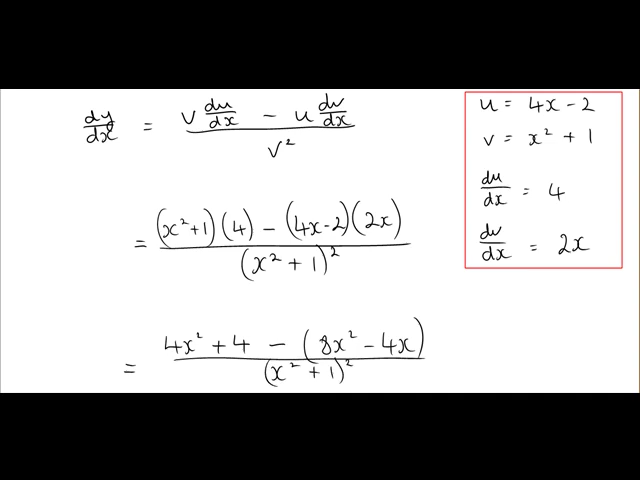 dy/dx = (v du/dx − u dv/dx) / v²
= ((x²+1)(4) − (4x-2)(2x)) / (x² + 1)²
= (4x² + 4 − (8x² − 4x)) / (x² + 1)²
u = 4x − 2
v = x² + 1
du/dx = 4
dv/dx = 2x